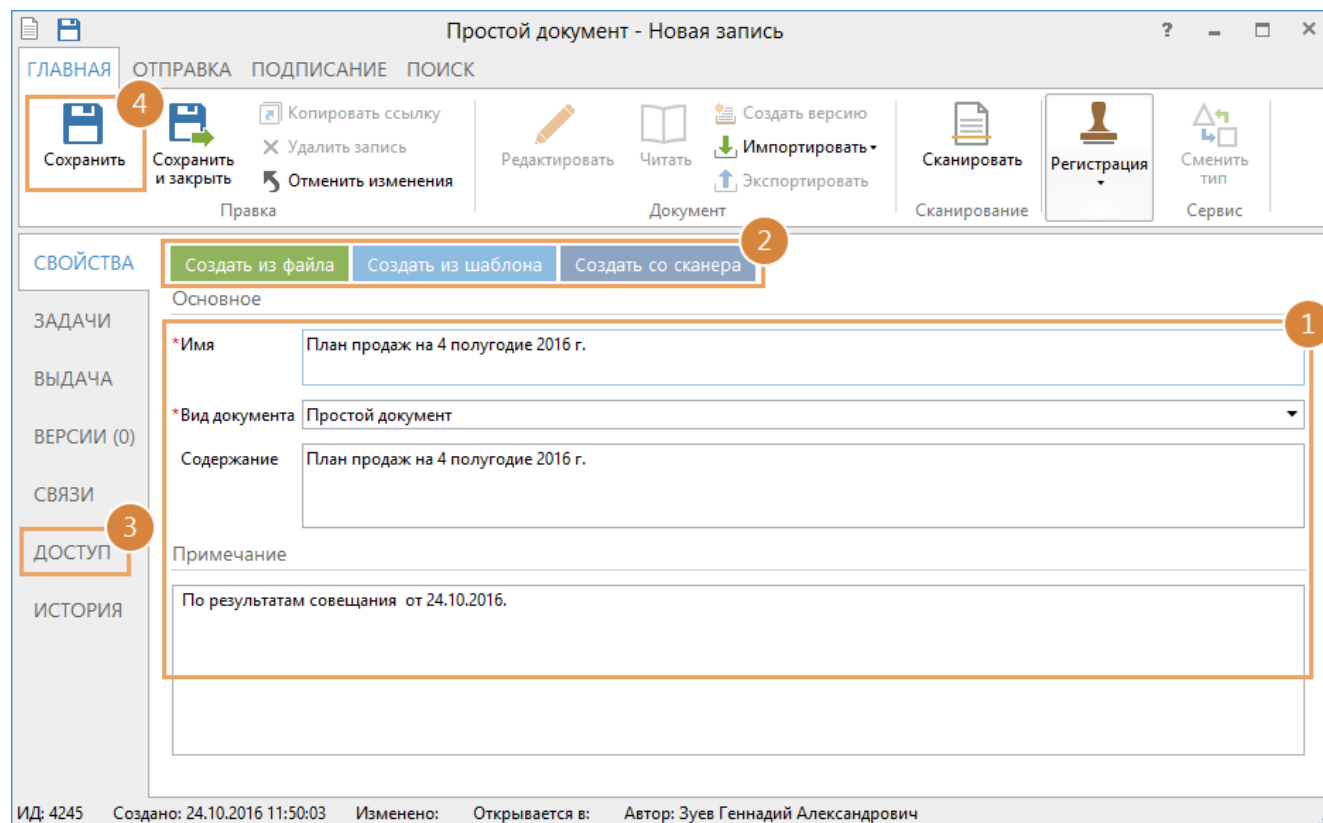 Простой документ - Новая запись
?
ГЛАВНАЯ ОТПРАВКА ПОДПИСАНИЕ ПОИСК
4
Сохранить
Сохранить
и закрыть
Копировать ссылку
Удалить запись
Отменить изменения
Правка
Редактировать
Читать
Создать версию
Импортировать
Экспортировать
Документ
Сканировать
Сканирование
Регистрация
Сменить
тип
Сервис
СВОЙСТВА
ЗАДАЧИ
ВЫДАЧА
ВЕРСИИ (0)
СВЯЗИ
ДОСТУП
3
ИСТОРИЯ
Создать из файла Создать из шаблона Создать со сканера
2
Основное
1
*Имя План продаж на 4 полугодие 2016 г.
*Вид документа Простой документ
Содержание План продаж на 4 полугодие 2016 г.
Примечание
По результатам совещания от 24.10.2016.
ИД: 4245 Создано: 24.10.2016 11:50:03 Изменено: Открывается в: Автор: Зуев Геннадий Александрович